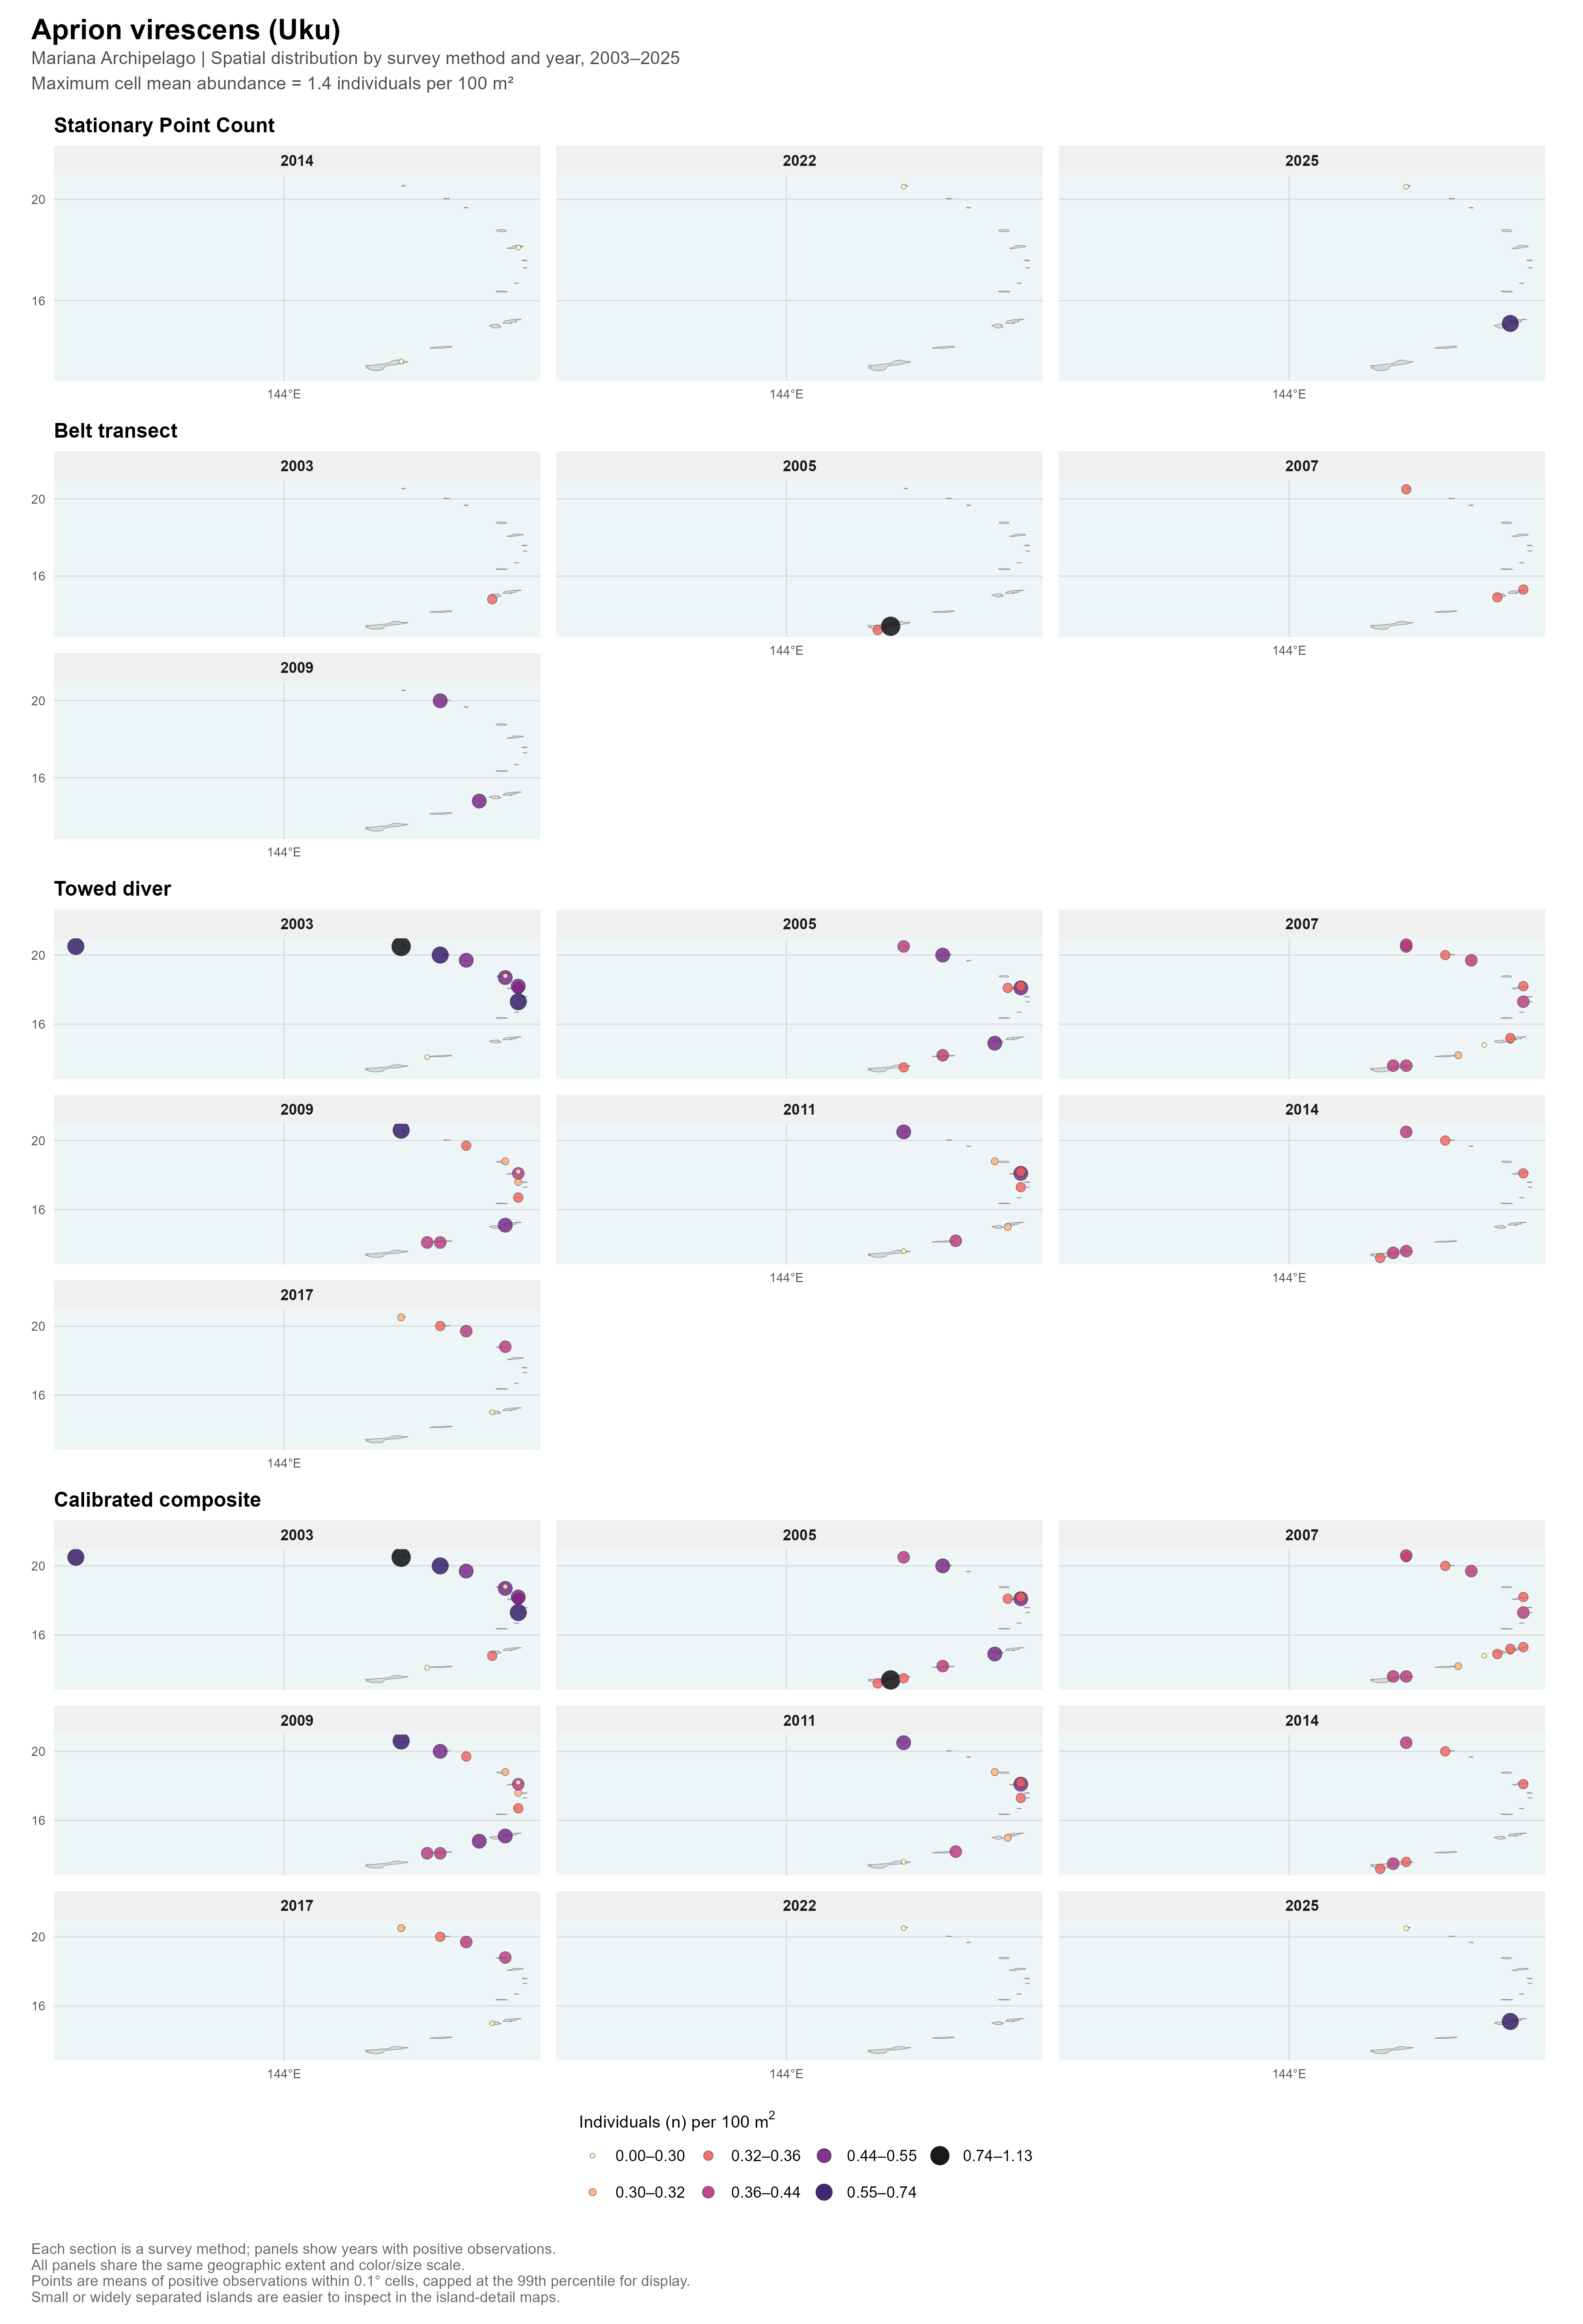 Aprion virescens (Uku)
Mariana Archipelago | Spatial distribution by survey method and year, 2003–2025
Maximum cell mean abundance = 1.4 individuals per 100 m²
Stationary Point Count
2014 2022 2025
20
16
144°E 144°E 144°E
Belt transect
2003 2005 2007
20
16
144°E 144°E
2009
20
16
144°E
Towed diver
2003 2005 2007
20
16
2009 2011 2014
20
16
144°E 144°E
2017
20
16
144°E
Calibrated composite
2003 2005 2007
20
16
2009 2011 2014
20
16
2017 2022 2025
20
16
144°E 144°E 144°E
Individuals (n) per 100 m²
0.00–0.30 0.32–0.36 0.44–0.55 0.74–1.13
0.30–0.32 0.36–0.44 0.55–0.74
Each section is a survey method; panels show years with positive observations.
All panels share the same geographic extent and color/size scale.
Points are means of positive observations within 0.1° cells, capped at the 99th percentile for display.
Small or widely separated islands are easier to inspect in the island-detail maps.